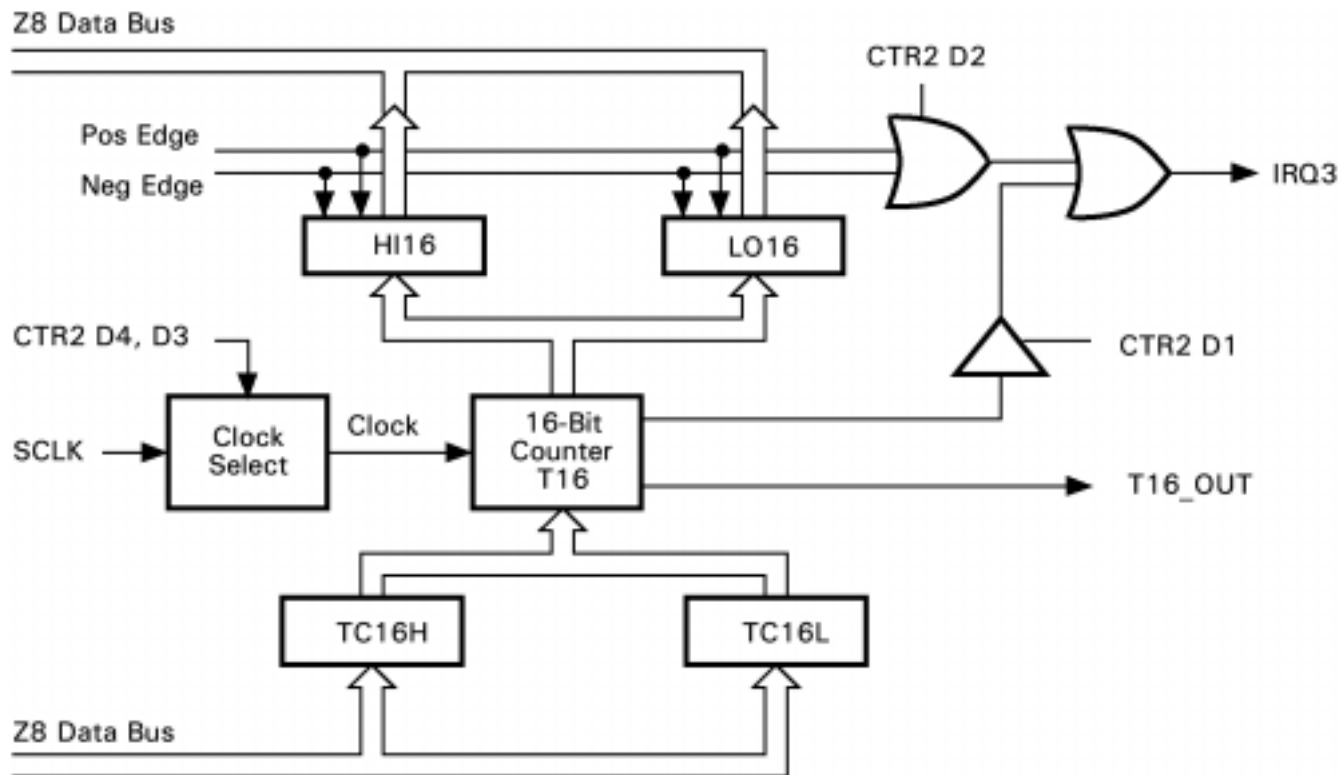 Z8 Data Bus
CTR2 D2
Pos Edge
Neg Edge
IRQ3
HI16
LO16
CTR2 D4, D3
CTR2 D1
SCLK
Clock
Select
Clock
16-Bit
Counter
T16
T16_OUT
TC16H
TC16L
Z8 Data Bus